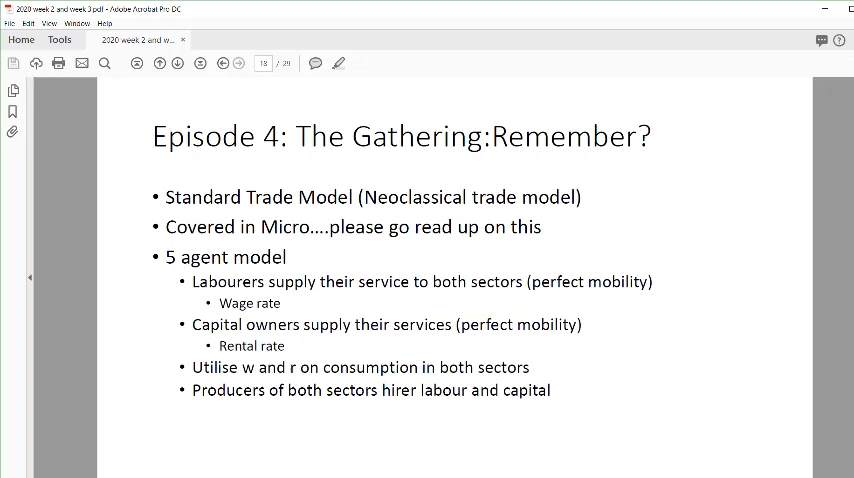 2020 week 2 and week 3.pdf - Adobe Acrobat Pro DC
File Edit View Window Help
Home Tools 2020 week 2 and w... ×
18 / 29
Episode 4: The Gathering:Remember?
• Standard Trade Model (Neoclassical trade model)
• Covered in Micro….please go read up on this
• 5 agent model
• Labourers supply their service to both sectors (perfect mobility)
• Wage rate
• Capital owners supply their services (perfect mobility)
• Rental rate
• Utilise w and r on consumption in both sectors
• Producers of both sectors hirer labour and capital